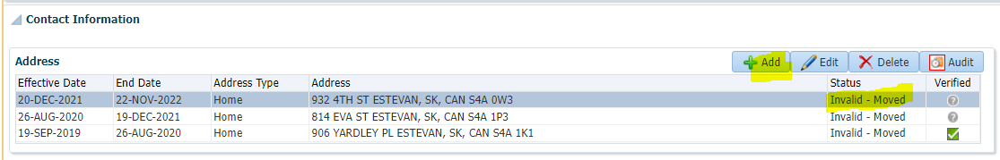 Contact Information
Address Add Edit Delete Audit
Effective Date End Date Address Type Address Status Verified
20-DEC-2021 22-NOV-2022 Home 932 4TH ST ESTEVAN, SK, CAN S4A 0W3 Invalid - Moved ?
26-AUG-2020 19-DEC-2021 Home 814 EVA ST ESTEVAN, SK, CAN S4A 1P3 Invalid - Moved ?
19-SEP-2019 26-AUG-2020 Home 906 YARDLEY PL ESTEVAN, SK, CAN S4A 1K1 Invalid - Moved